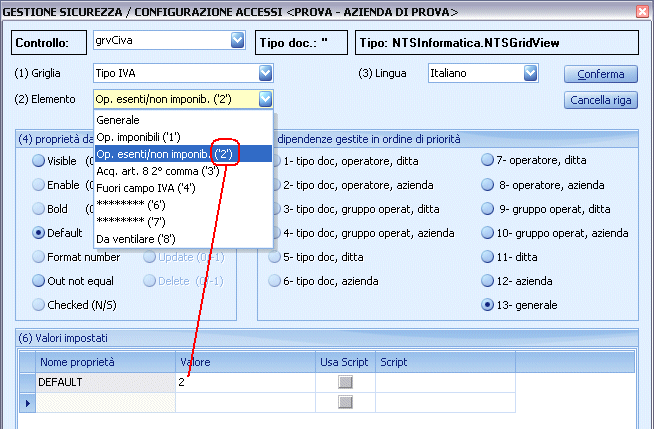 GESTIONE SICUREZZA / CONFIGURAZIONE ACCESSI <PROVA - AZIENDA DI PROVA>
Controllo: grvCiva Tipo doc.: '' Tipo: NTSInformatica.NTSGridView
(1) Griglia Tipo IVA (3) Lingua Italiano Conferma
(2) Elemento Op. esenti/non imponib. ('2') Cancella riga
Generale
Op. imponibili ('1')
Op. esenti/non imponib. ('2')
Acq. art. 8 2° comma ('3')
Fuori campo IVA ('4')
******** ('6')
******** ('7')
Da ventilare ('8')
(4) proprietà da
Visible
Enable
Bold
Default
Format number Update (0/-1)
Out not equal Delete (0/-1)
Checked (N/S)
dipendenze gestite in ordine di priorità
1- tipo doc, operatore, ditta
2- tipo doc, operatore, azienda
3- tipo doc, gruppo operat, ditta
4- tipo doc, gruppo operat, azienda
5- tipo doc, ditta
6- tipo doc, azienda
7- operatore, ditta
8- operatore, azienda
9- gruppo operat, ditta
10- gruppo operat, azienda
11- ditta
12- azienda
13- generale
(6) Valori impostati
Nome proprietà Valore Usa Script Script
DEFAULT 2